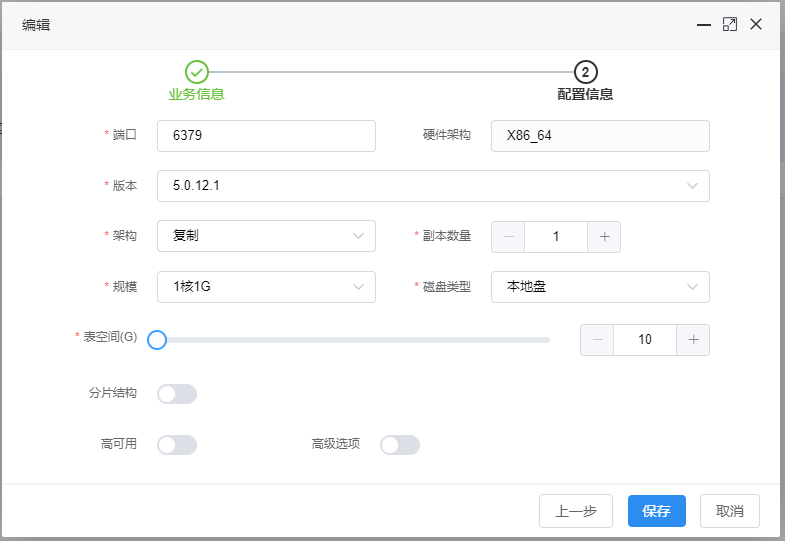 编辑
2
业务信息 配置信息
* 端口 6379 硬件架构 X86_64
* 版本 5.0.12.1
* 架构 复制 * 副本数量 1
* 规模 1核1G * 磁盘类型 本地盘
* 表空间(G) 10
分片结构
高可用 高级选项
上一步 保存 取消